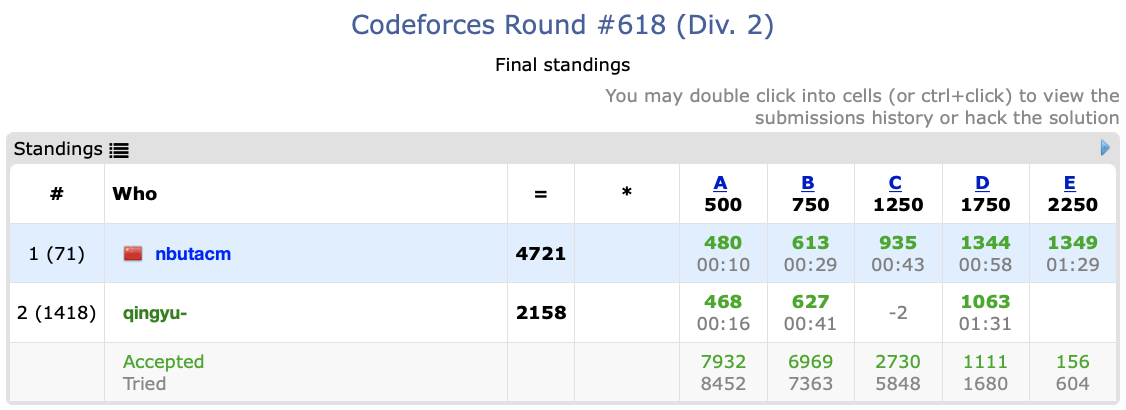 Codeforces Round #618 (Div. 2)
Final standings
You may double click into cells (or ctrl+click) to view the
submissions history or hack the solution
Standings
# Who = * A B C D E
500 750 1250 1750 2250
1 (71) nbutacm 4721 480 613 935 1344 1349
00:10 00:29 00:43 00:58 01:29
2 (1418) qingyu- 2158 468 627 -2 1063
00:16 00:41 01:31
Accepted 7932 6969 2730 1111 156
Tried 8452 7363 5848 1680 604